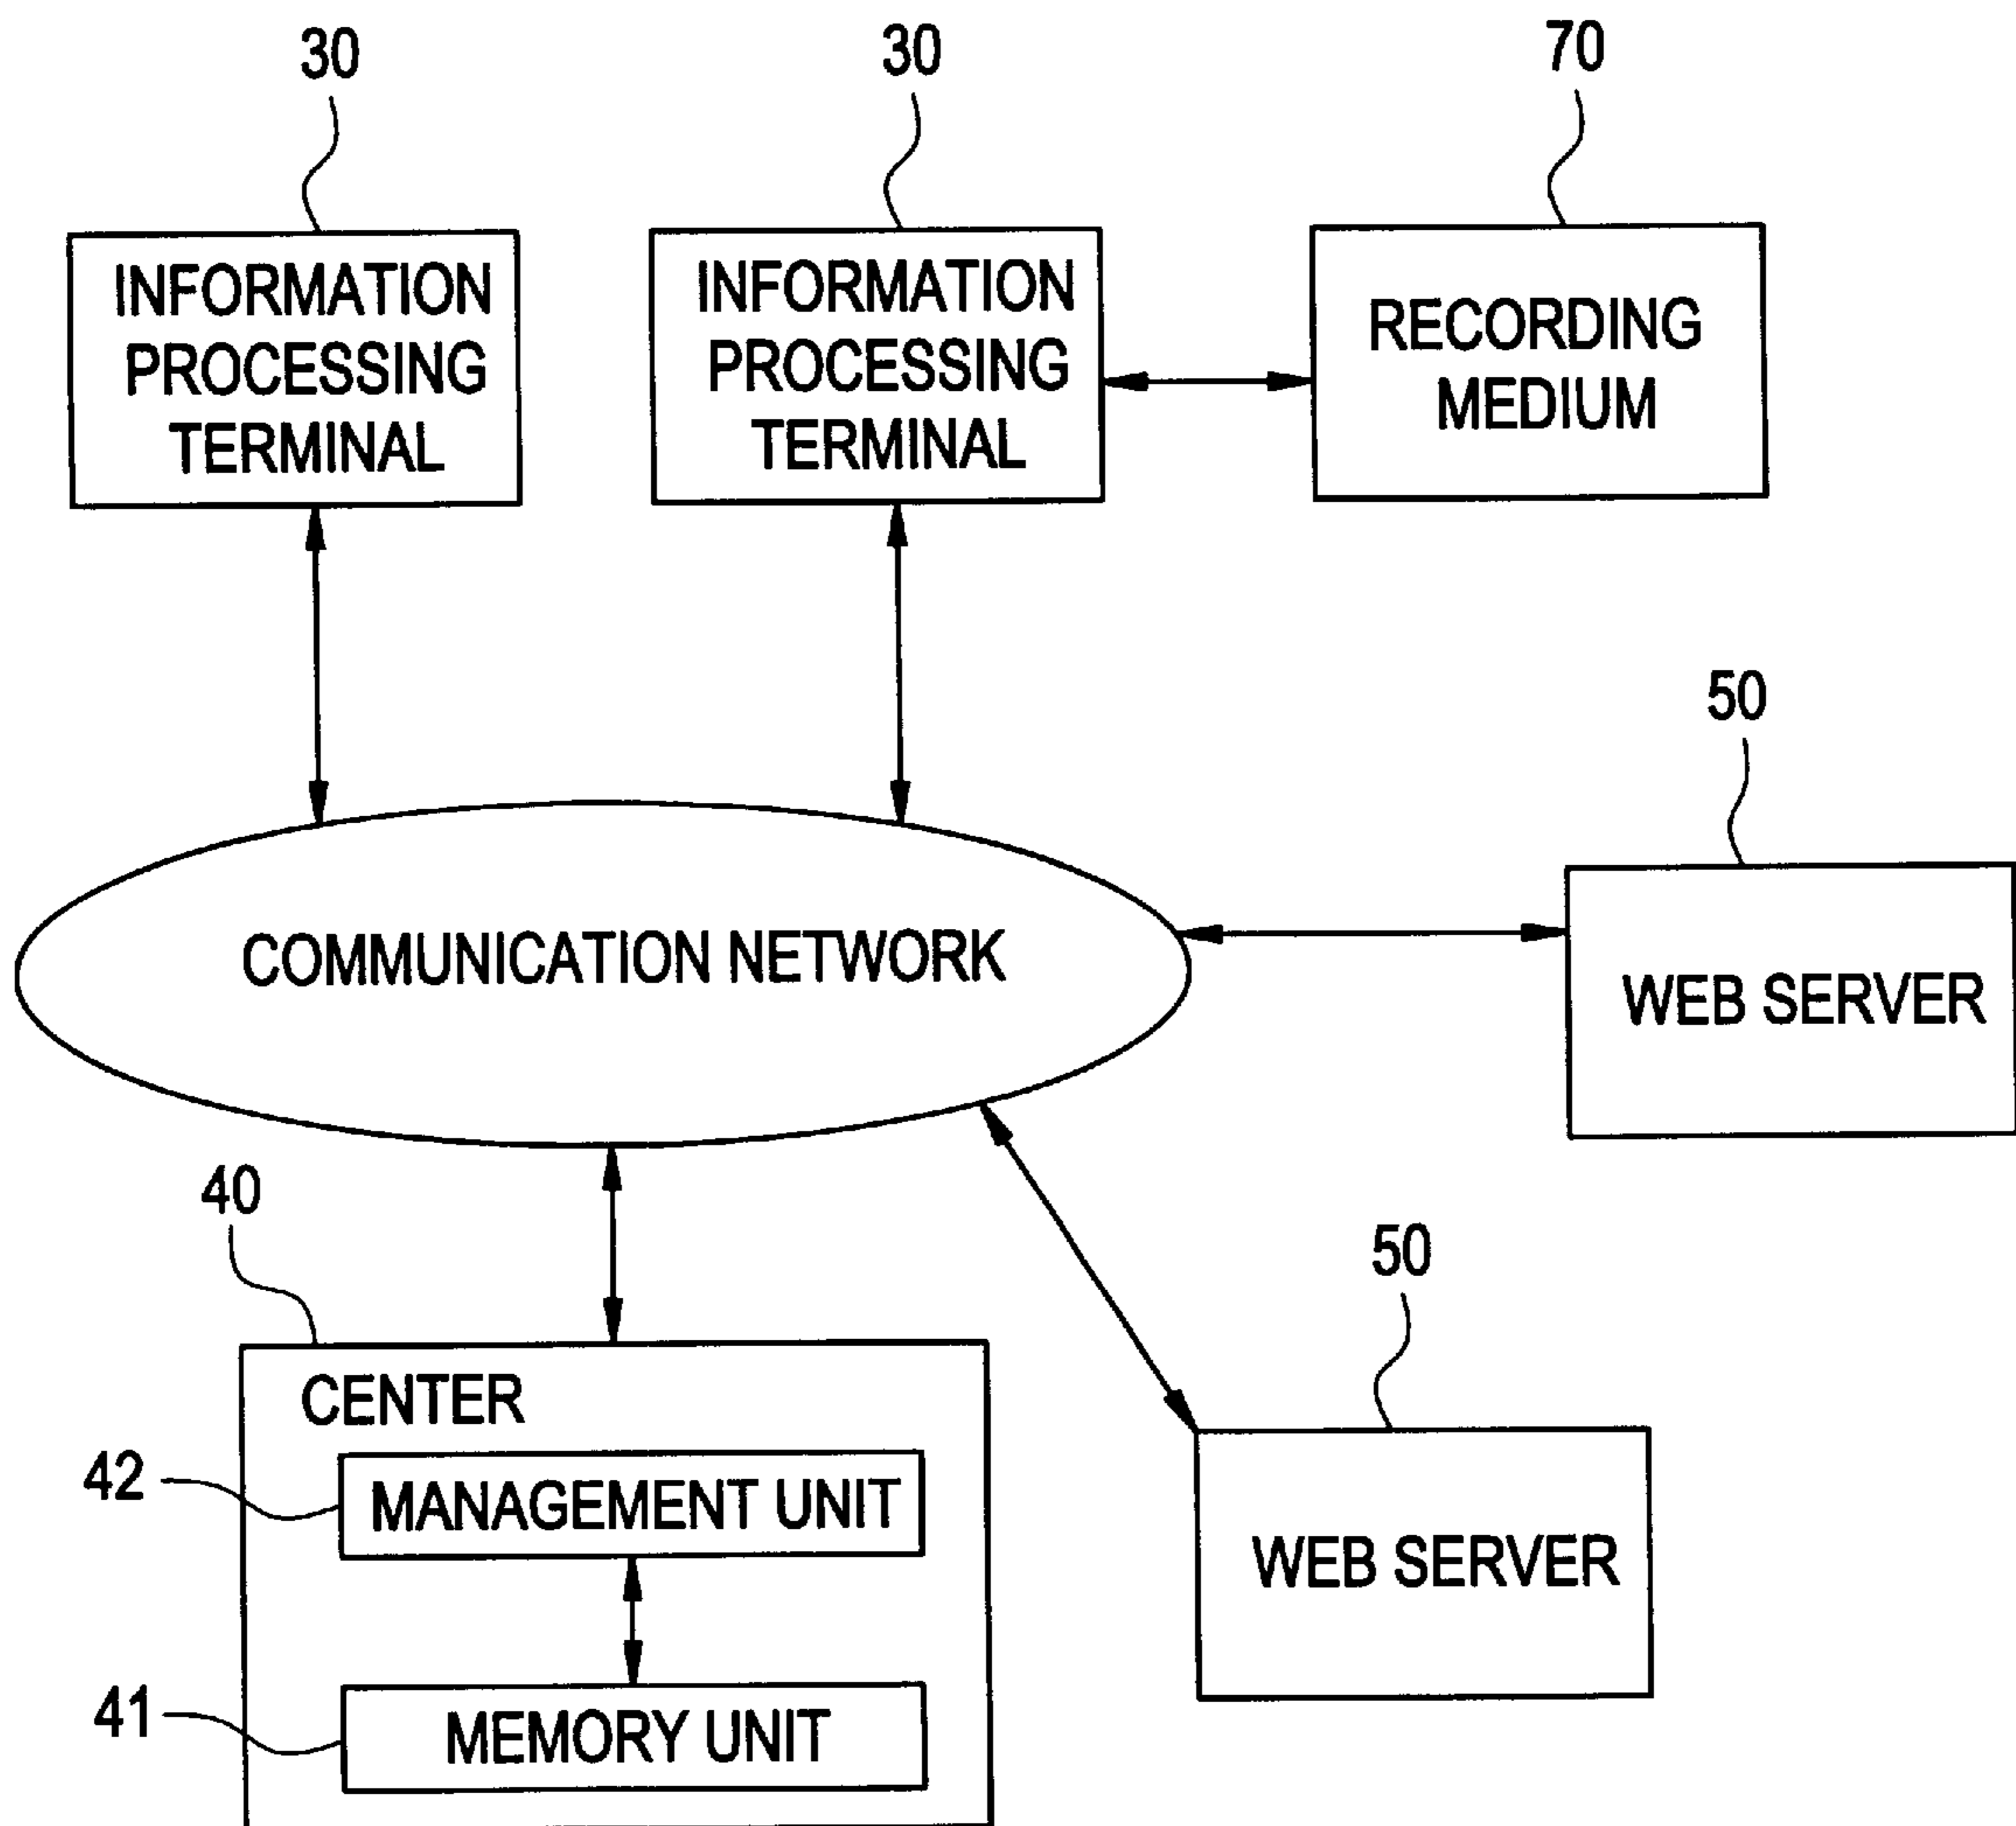 30
30
70
INFORMATION
PROCESSING
TERMINAL
INFORMATION
PROCESSING
TERMINAL
RECORDING
MEDIUM
50
COMMUNICATION NETWORK
WEB SERVER
40
50
CENTER
42
MANAGEMENT UNIT
WEB SERVER
41
MEMORY UNIT